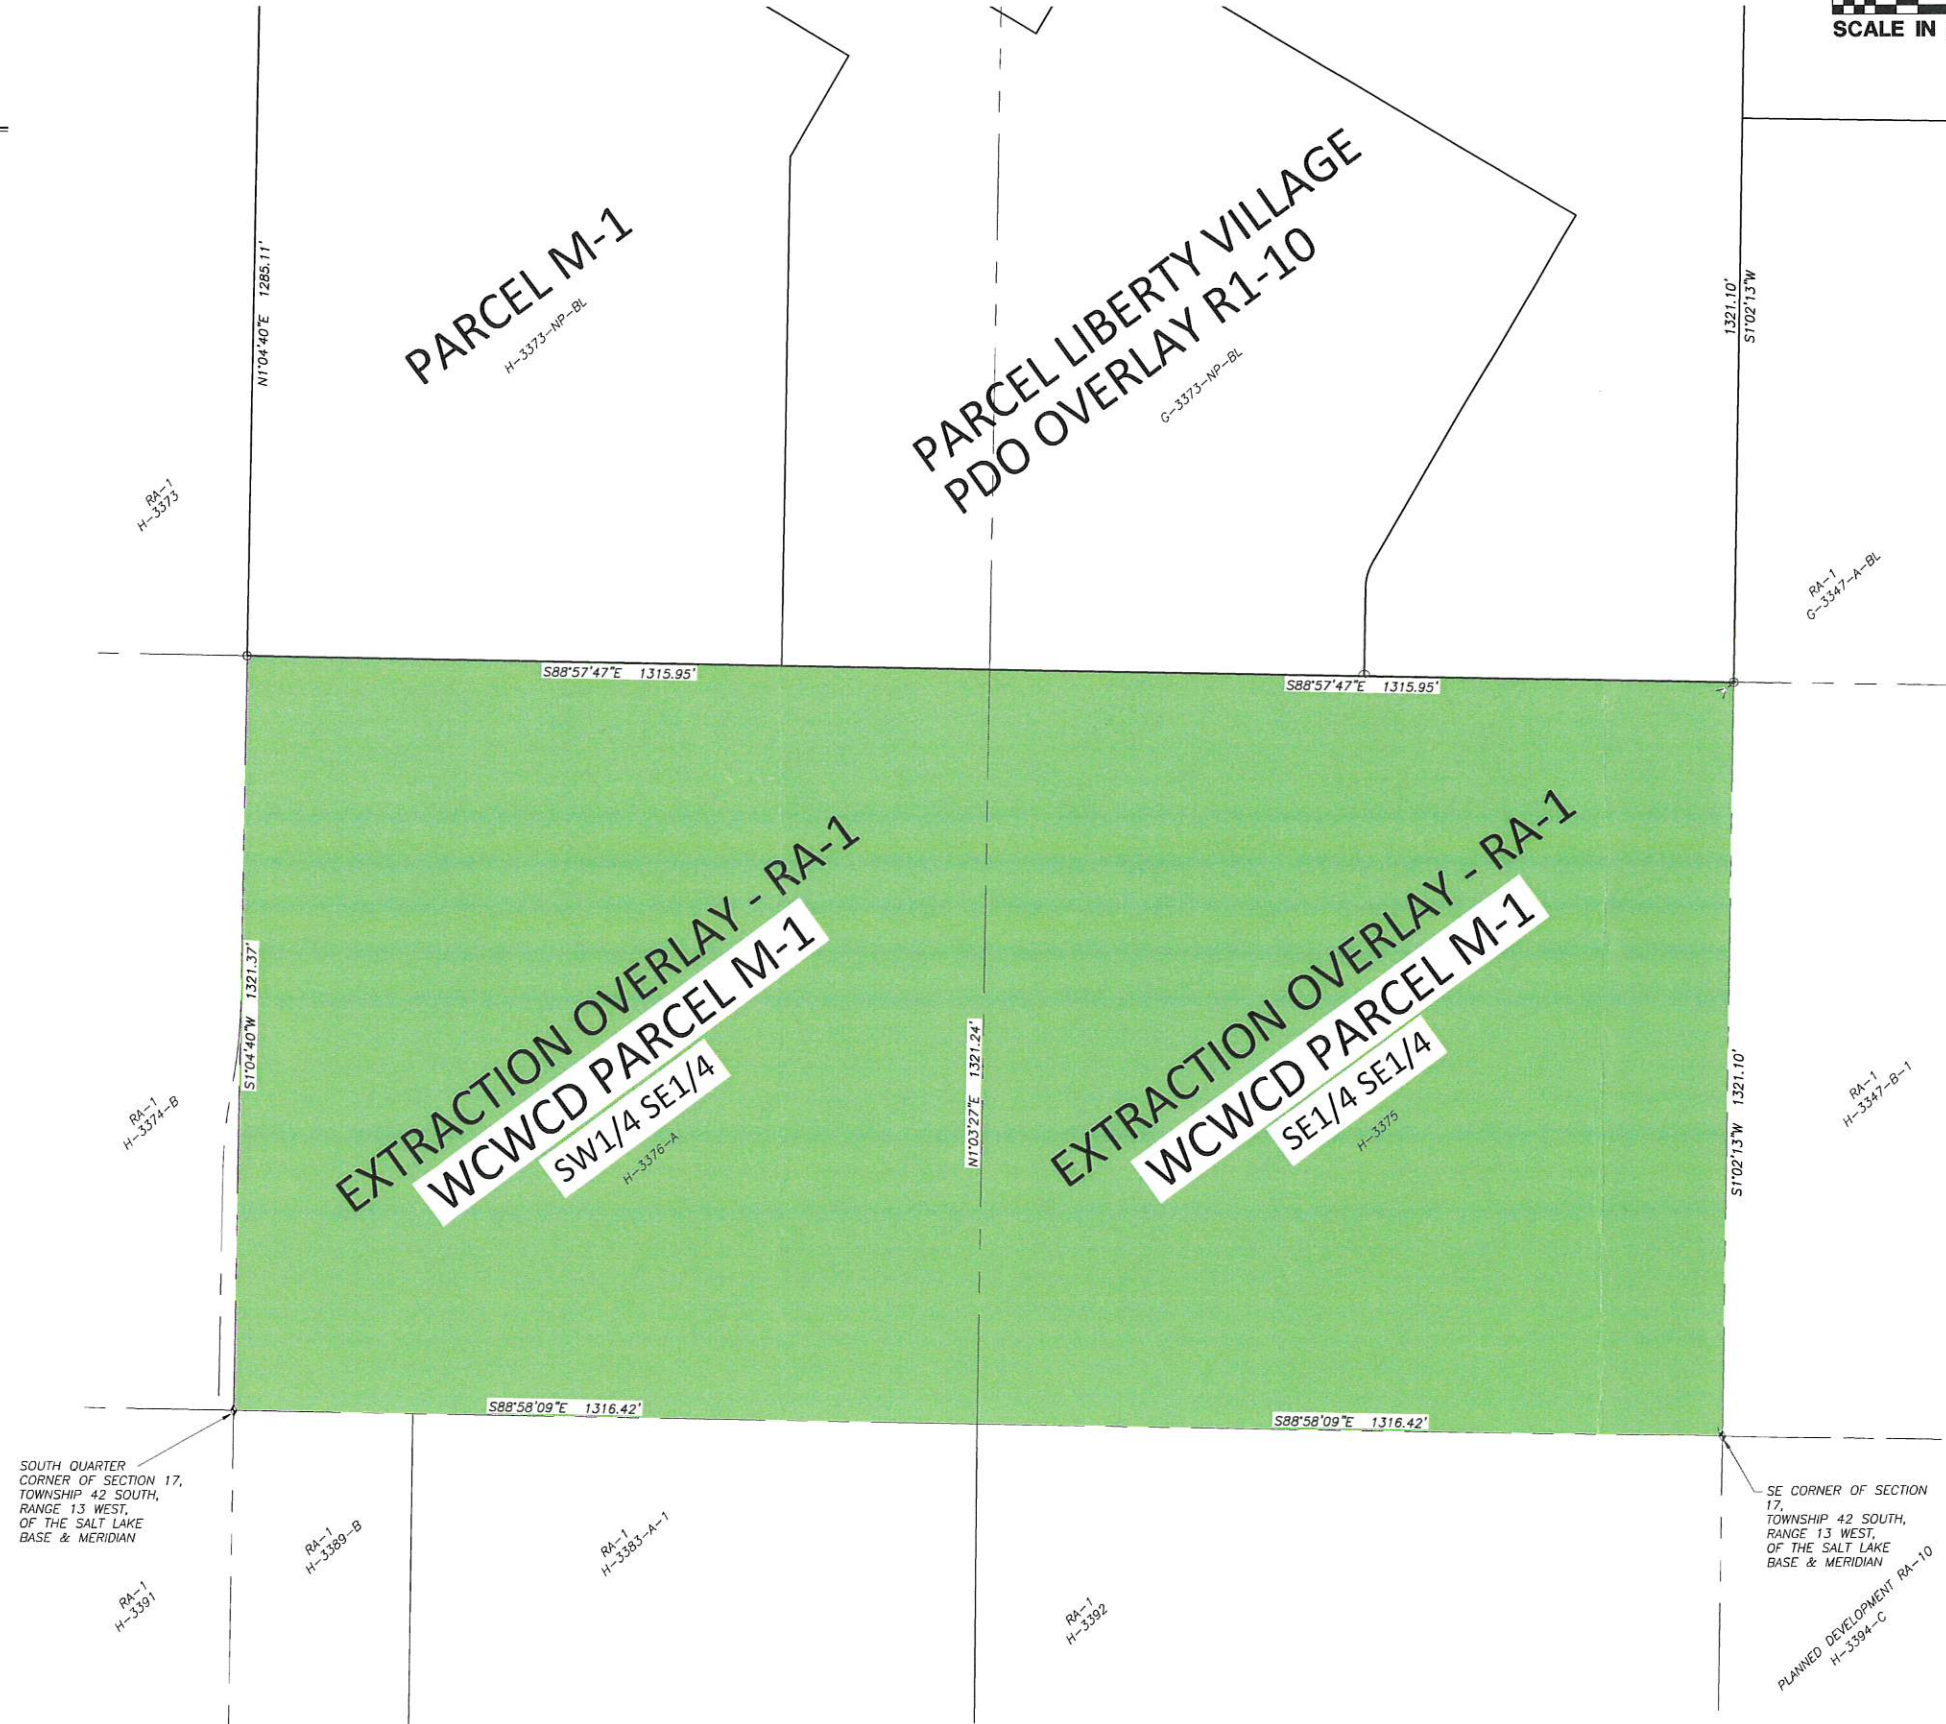 SCALE IN
N1°04'40"E 1285.11'
PARCEL M-1
H-3373-NP-BL
PARCEL LIBERTY VILLAGE
PDO OVERLAY R1-10
G-3373-NP-BL
1321.10'
S1°02'13"W
RA-1
H-3373
RA-1
G-3347-A-BL
S88°57'47"E 1315.95'
S88°57'47"E 1315.95'
S1°04'40"W 1321.37'
EXTRACTION OVERLAY - RA-1
WCWCD PARCEL M-1
SW1/4 SE1/4
H-3376-A
N1°03'27"E 1321.24'
EXTRACTION OVERLAY - RA-1
WCWCD PARCEL M-1
SE1/4 SE1/4
H-3375
S1°02'13"W 1321.10'
RA-1
H-3374-B
RA-1
H-3347-B-1
S88°58'09"E 1316.42'
S88°58'09"E 1316.42'
SOUTH QUARTER
CORNER OF SECTION 17,
TOWNSHIP 42 SOUTH,
RANGE 13 WEST,
OF THE SALT LAKE
BASE & MERIDIAN
SE CORNER OF SECTION
17,
TOWNSHIP 42 SOUTH,
RANGE 13 WEST,
OF THE SALT LAKE
BASE & MERIDIAN
RA-1
H-3391
RA-1
H-3389-B
RA-1
H-3383-A-1
RA-1
H-3392
PLANNED DEVELOPMENT RA-10
H-3394-C